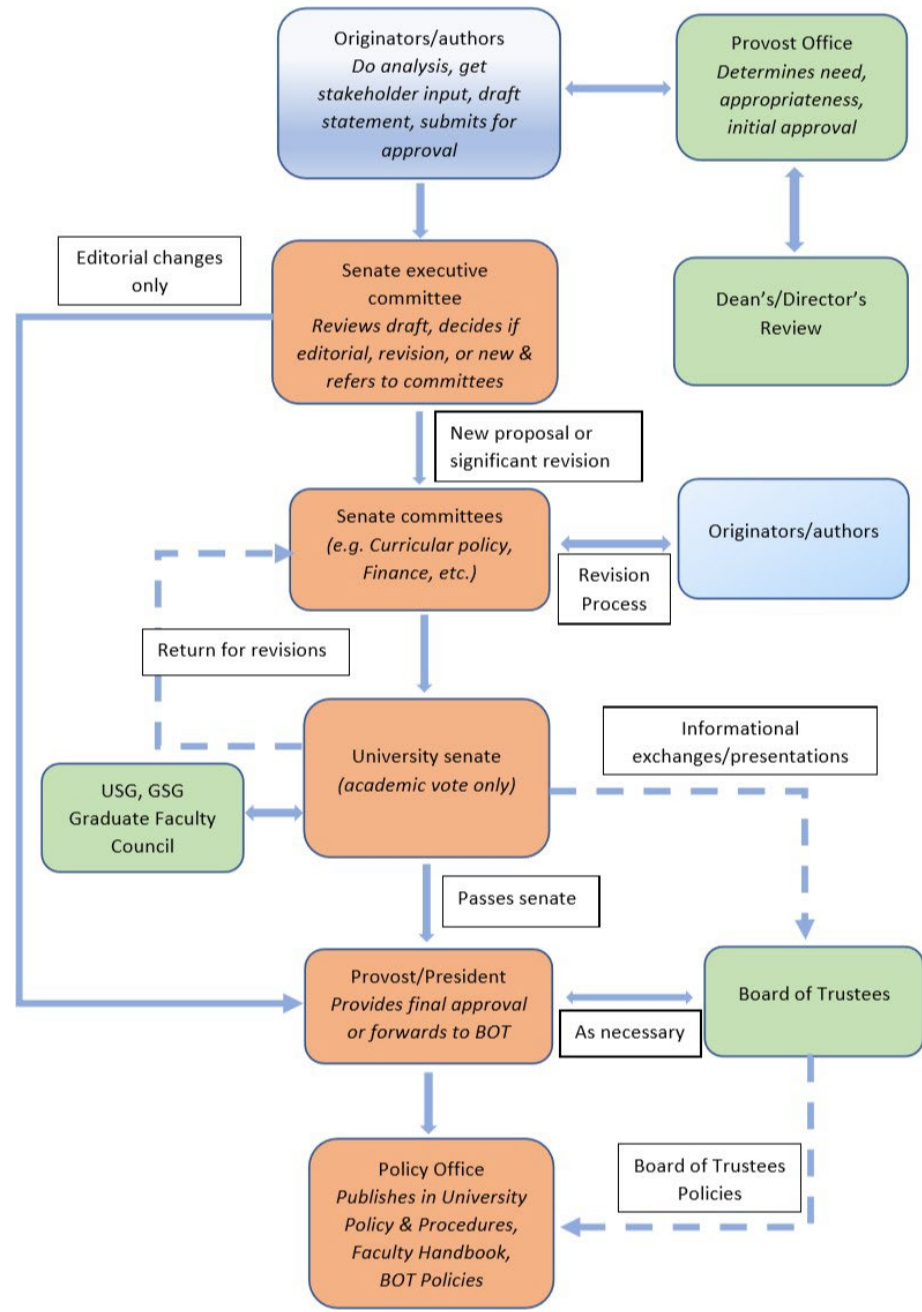 Originators/authors
Do analysis, get
stakeholder input, draft
statement, submits for
approval
Provost Office
Determines need,
appropriateness,
initial approval
Editorial changes
only
Senate executive
committee
Reviews draft, decides if
editorial, revision, or new &
refers to committees
Dean's/Director's
Review
New proposal or
significant revision
Senate committees
(e.g. Curricular policy,
Finance, etc.)
Revision
Process
Originators/authors
Return for revisions
University senate
(academic vote only)
Informational
exchanges/presentations
USG, GSG
Graduate Faculty
Council
Passes senate
Provost/President
Provides final approval
or forwards to BOT
As necessary
Board of Trustees
Policy Office
Publishes in University
Policy & Procedures,
Faculty Handbook,
BOT Policies
Board of Trustees
Policies